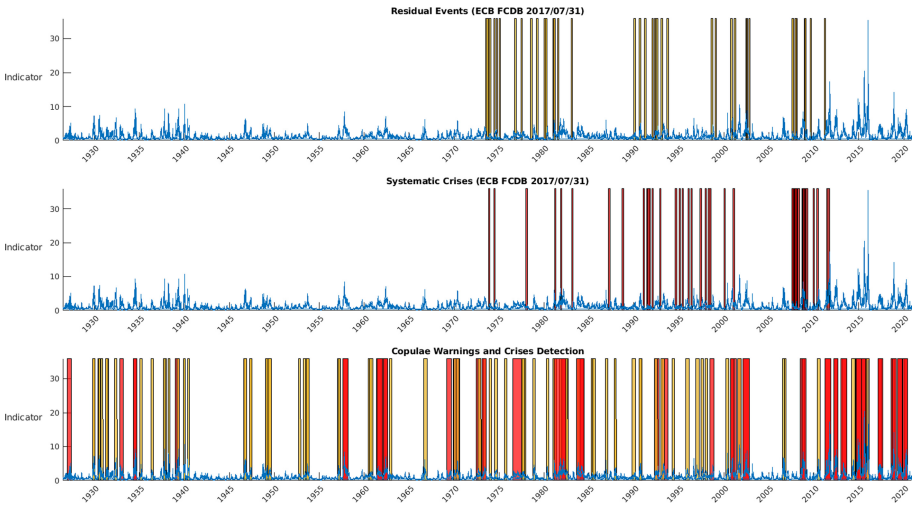 Residual Events (ECB FCDB 2017/07/31)
Indicator
30
20
10
0
1930 1935 1940 1945 1950 1955 1960 1965 1970 1975 1980 1985 1990 1995 2000 2005 2010 2015 2020
Systematic Crises (ECB FCDB 2017/07/31)
Indicator
30
20
10
0
1930 1935 1940 1945 1950 1955 1960 1965 1970 1975 1980 1985 1990 1995 2000 2005 2010 2015 2020
Copulae Warnings and Crises Detection
Indicator
30
20
10
0
1930 1935 1940 1945 1950 1955 1960 1965 1970 1975 1980 1985 1990 1995 2000 2005 2010 2015 2020